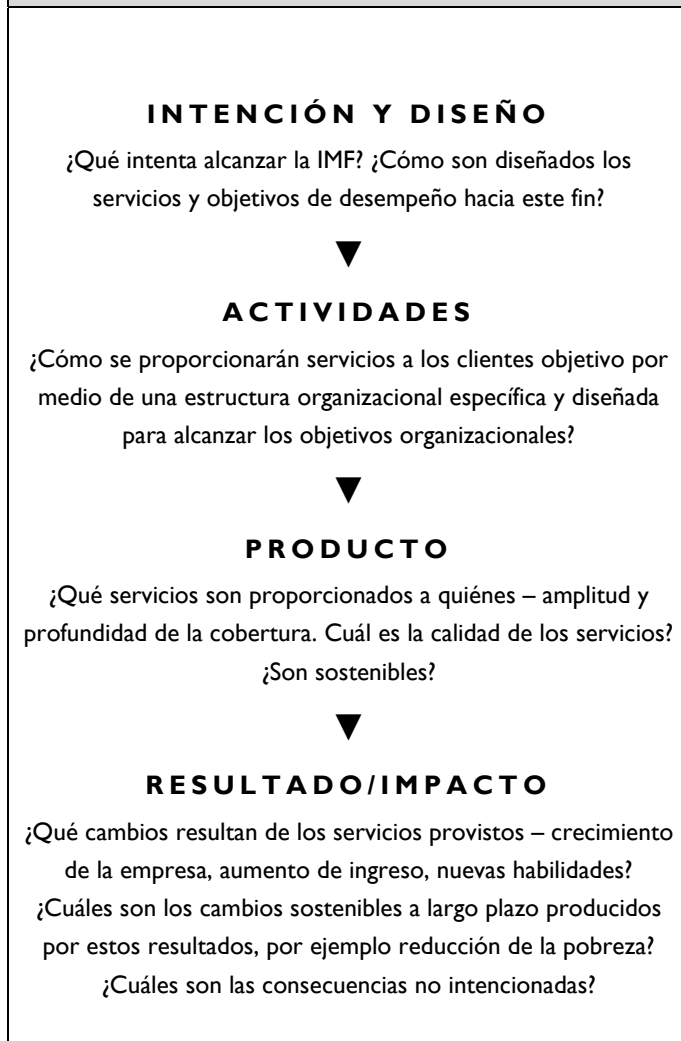 INTENCIÓN Y DISEÑO
¿Qué intenta alcanzar la IMF? ¿Cómo son diseñados los
servicios y objetivos de desempeño hacia este fin?
▼
ACTIVIDADES
¿Cómo se proporcionarán servicios a los clientes objetivo por
medio de una estructura organizacional específica y diseñada
para alcanzar los objetivos organizacionales?
▼
PRODUCTO
¿Qué servicios son proporcionados a quiénes – amplitud y
profundidad de la cobertura. Cuál es la calidad de los servicios?
¿Son sostenibles?
▼
RESULTADO/IMPACTO
¿Qué cambios resultan de los servicios provistos – crecimiento
de la empresa, aumento de ingreso, nuevas habilidades?
¿Cuáles son los cambios sostenibles a largo plazo producidos
por estos resultados, por ejemplo reducción de la pobreza?
¿Cuáles son las consecuencias no intencionadas?